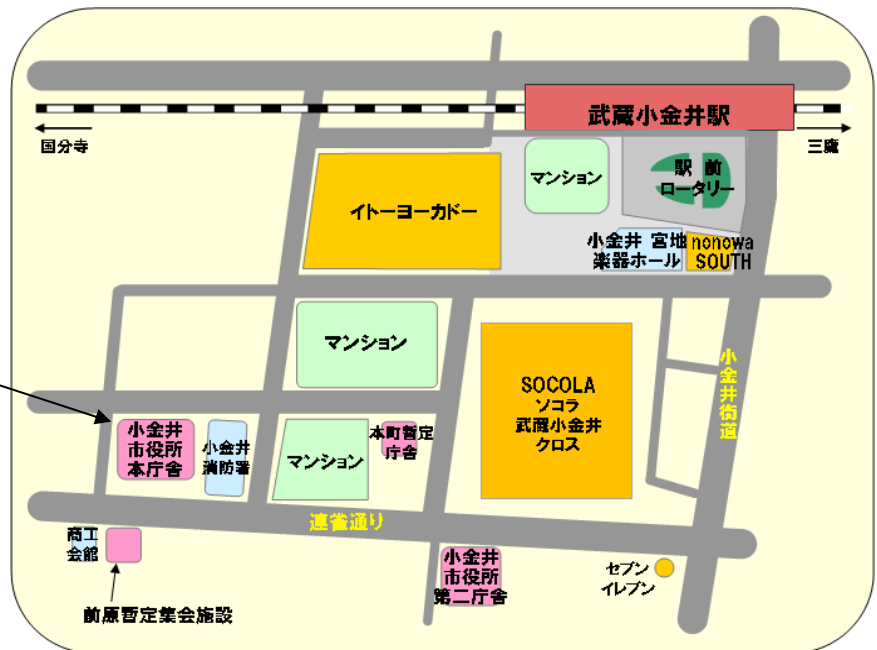 武蔵小金井駅
国分寺
三鷹
マンション
駅 前
ロータリー
イトーヨーカドー
小金井 宮地
楽器ホール
nonowa
SOUTH
マンション
SOCOLA
ソコラ
武蔵小金井
クロス
小金井街道
小金井
市役所
本庁舎
小金井
消防署
マンション
本町暫定
庁舎
連雀通り
商工
会館
小金井
市役所
第二庁舎
セブン
イレブン
前原暫定集会施設